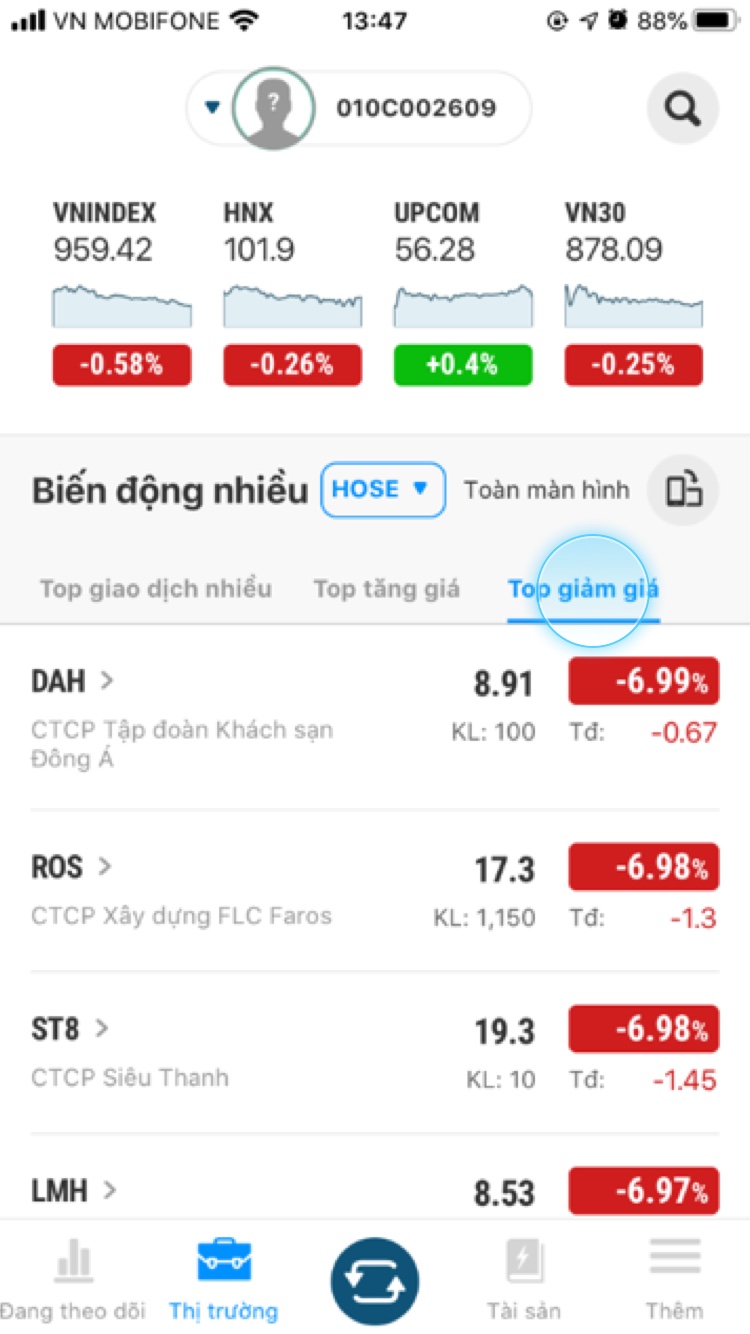 VN MOBIFONE 13:47 88%
010C002609
VNINDEX HNX UPCOM VN30
959.42 101.9 56.28 878.09
-0.58% -0.26% +0.4% -0.25%
Biến động nhiều HOSE Toàn màn hình
Top giao dịch nhiều Top tăng giá Top giảm giá
DAH 8.91 -6.99%
CTCP Tập đoàn Khách sạn KL: 100 Tđ: -0.67
Đông Á
ROS 17.3 -6.98%
CTCP Xây dựng FLC Faros KL: 1,150 Tđ: -1.3
ST8 19.3 -6.98%
CTCP Siêu Thanh KL: 10 Tđ: -1.45
LMH 8.53 -6.97%
Đang theo dõi Thị trường Tài sản Thêm